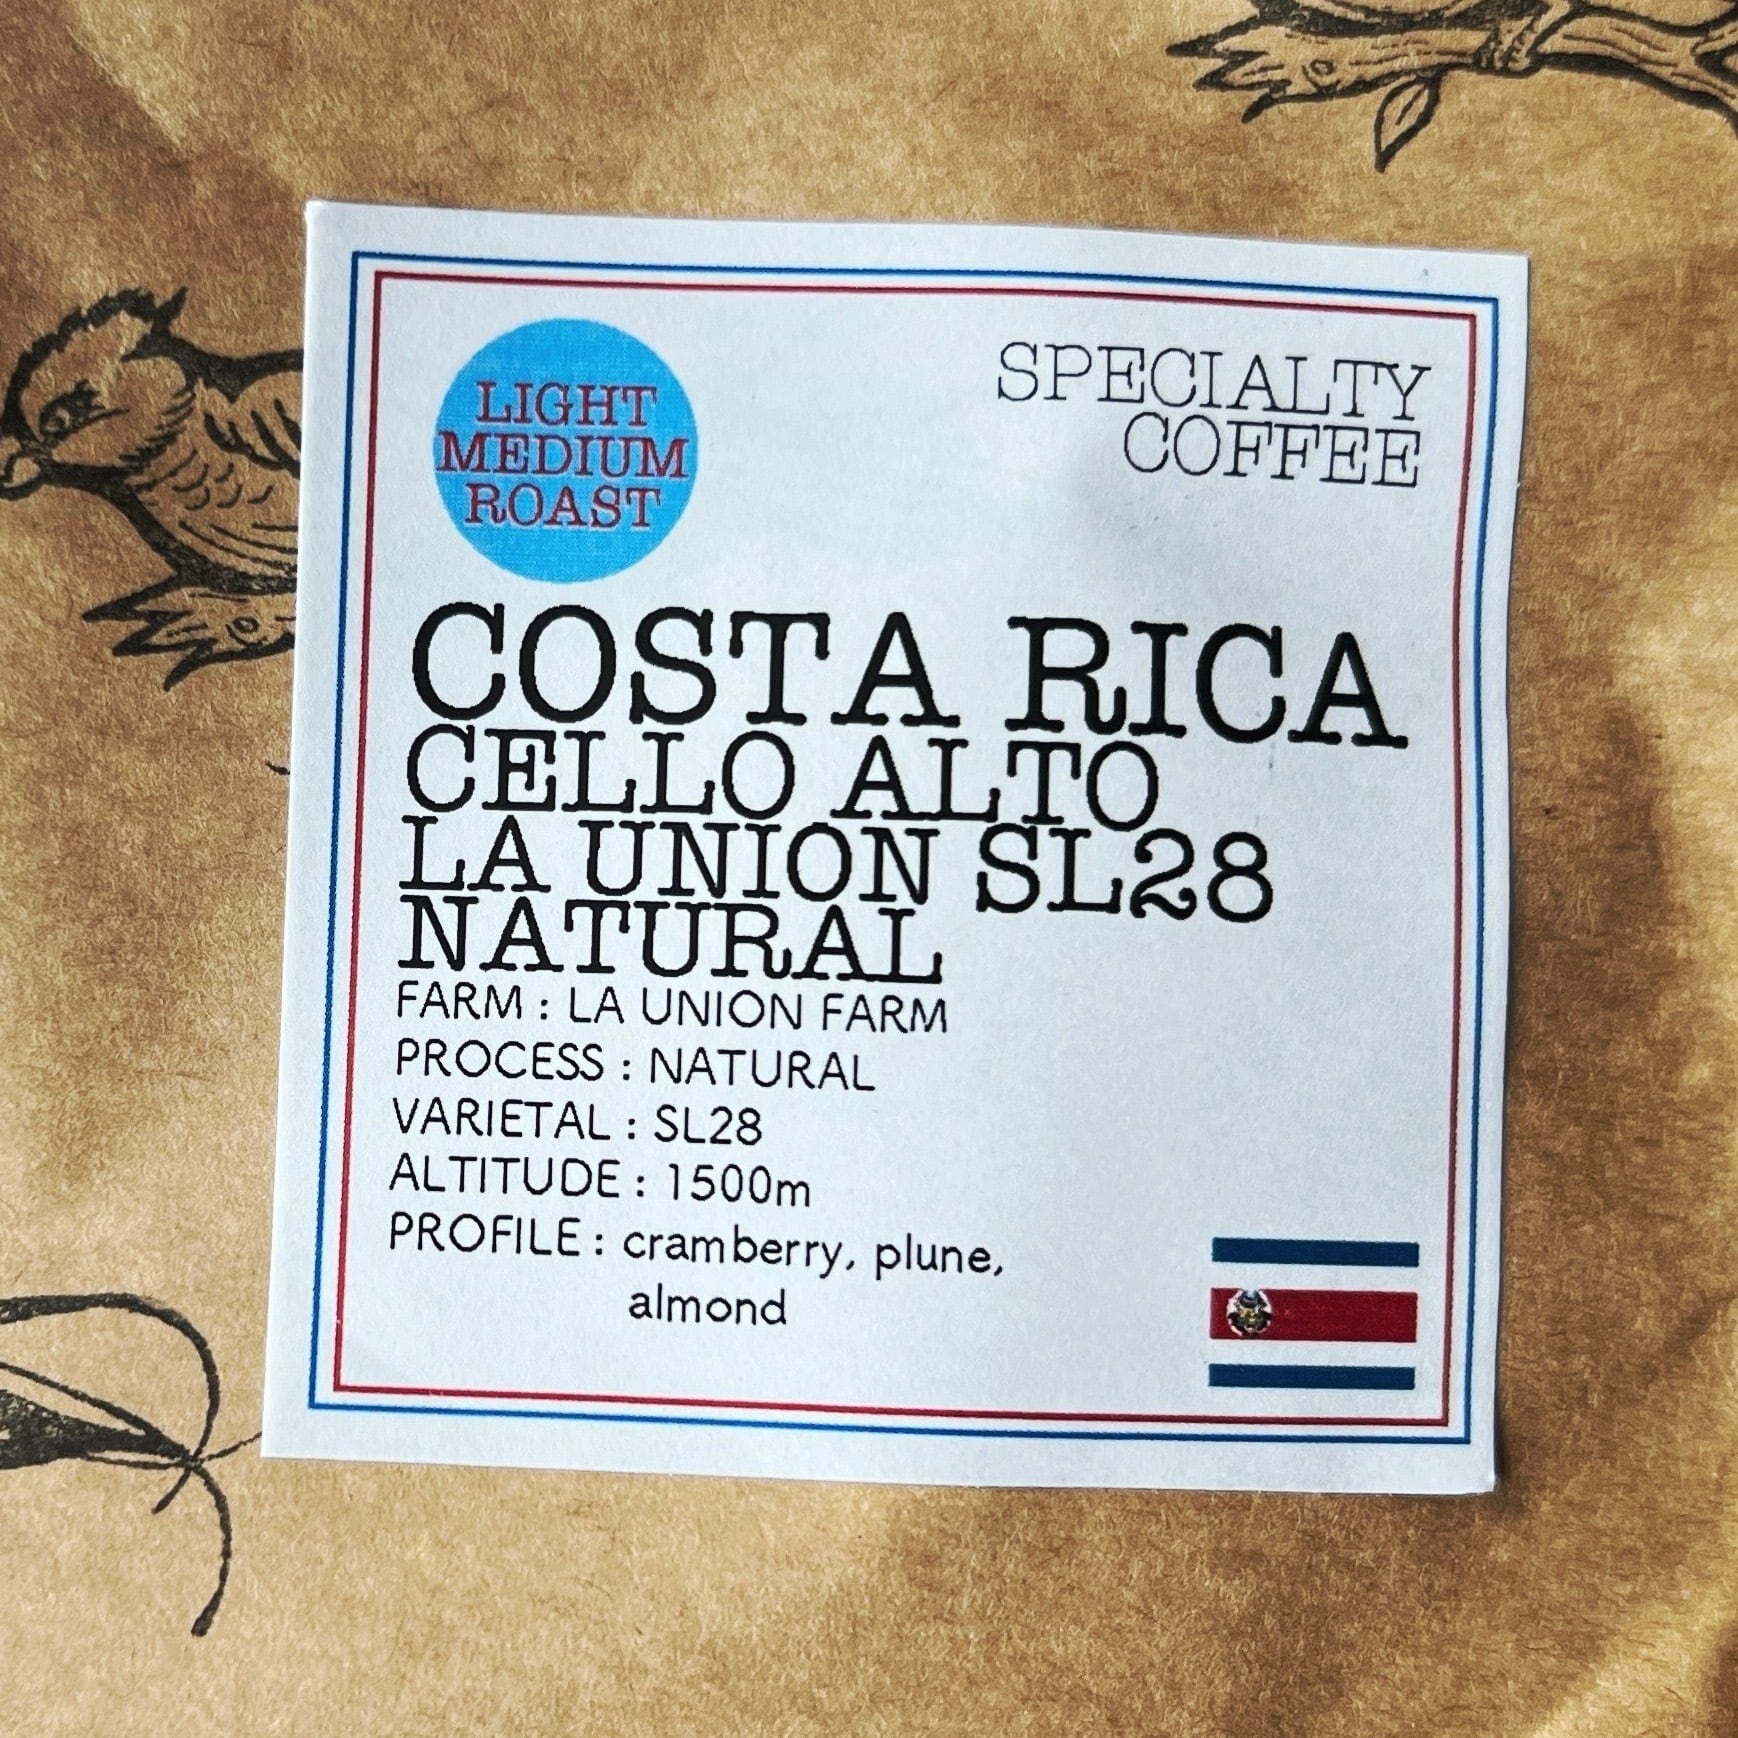 LIGHT
MEDIUM
ROAST
SPECIALTY
COFFEE
COSTA RICA
CELLO ALTO
LA UNION SL28
NATURAL
FARM : LA UNION FARM
PROCESS : NATURAL
VARIETAL : SL28
ALTITUDE : 1500m
PROFILE : cramberry, plune,
almond